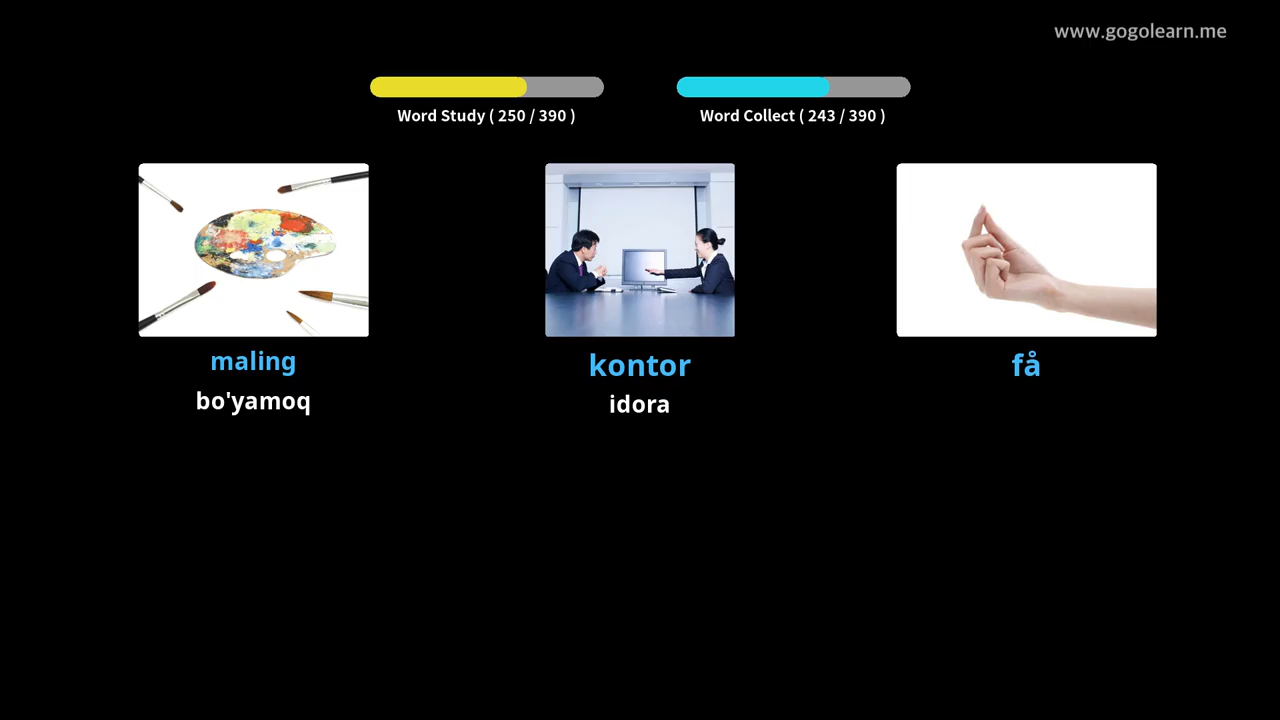 www.gogolearn.me
Word Study ( 250 / 390 )
Word Collect ( 243 / 390 )
maling
kontor
få
bo'yamoq
idora